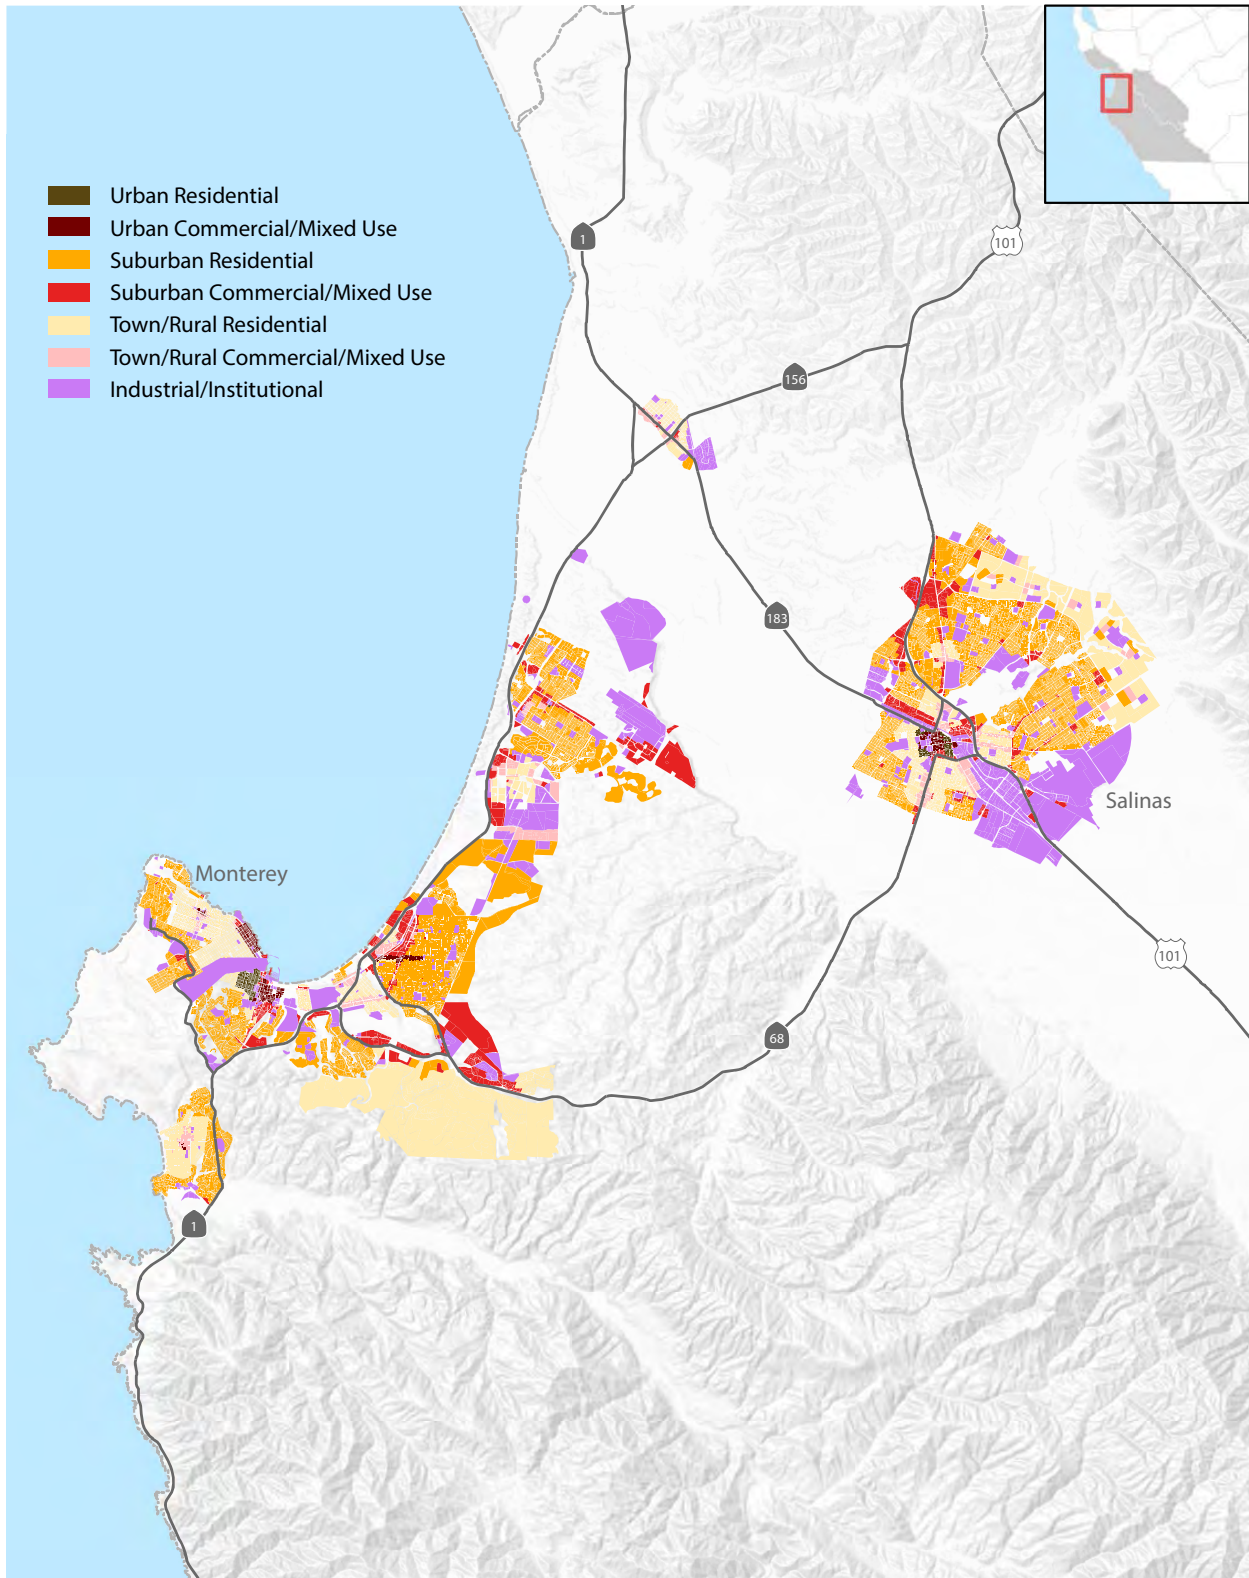 101
Urban Residential
Urban Commercial/Mixed Use
1
101
Suburban Residential
Suburban Commercial/Mixed Use
Town/Rural Residential
Town/Rural Commercial/Mixed Use
156
Industrial/Institutional
183
Salinas
Monterey
101
68
1